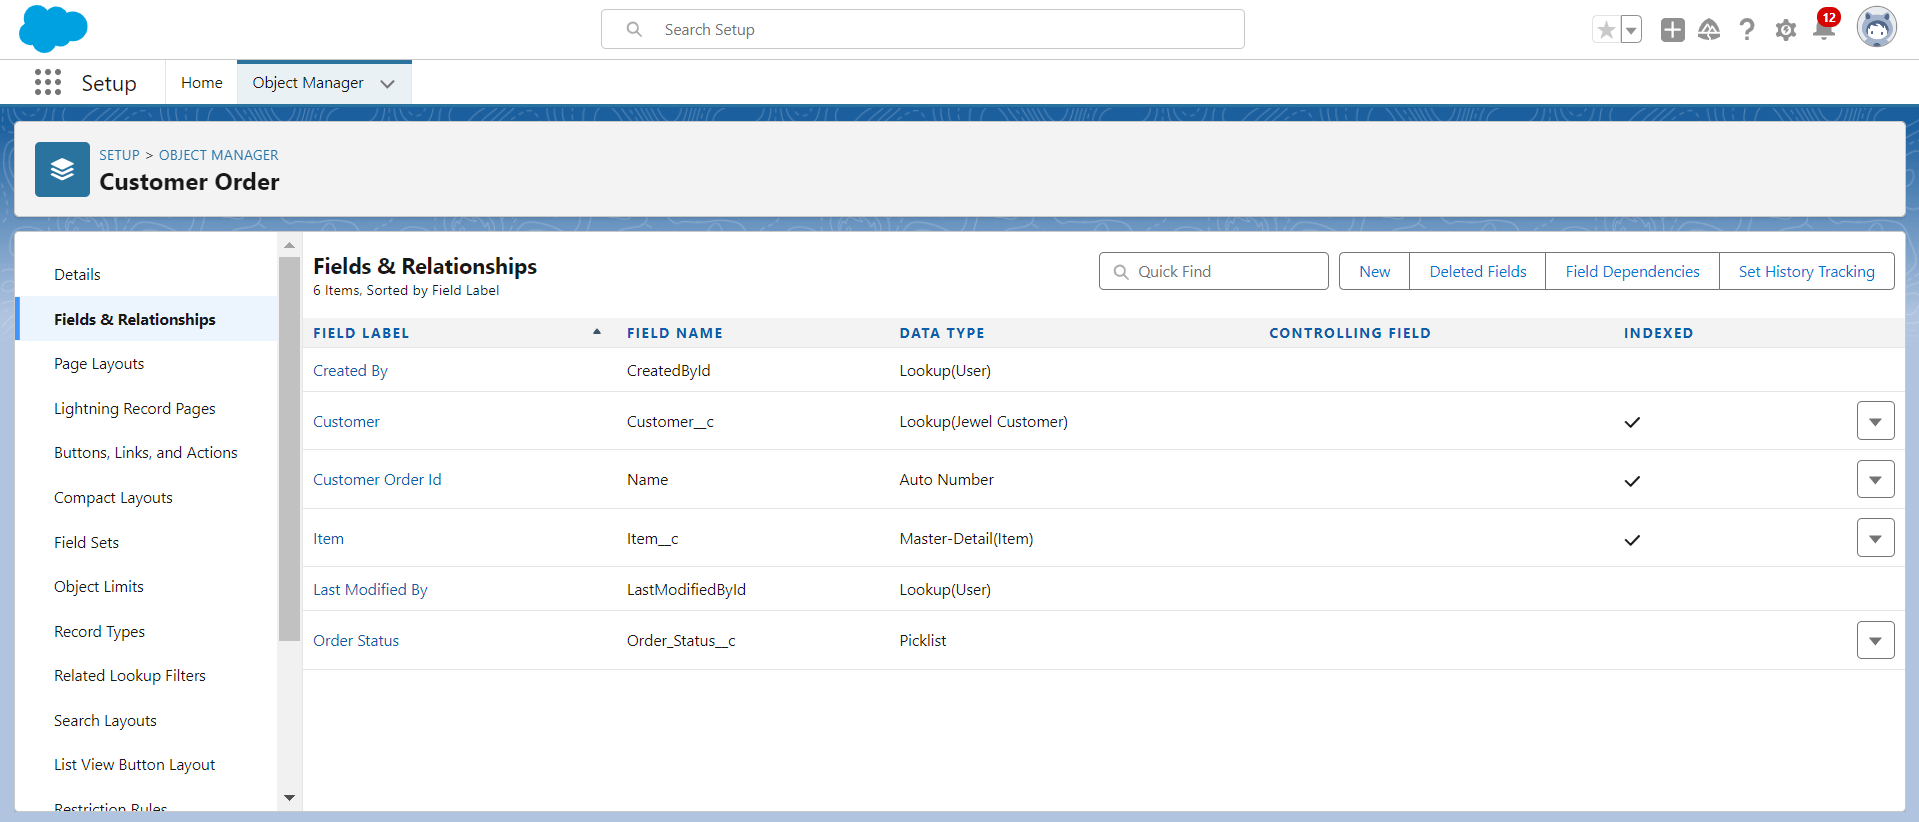 Search Setup
12
Setup
Home
Object Manager
SETUP > OBJECT MANAGER
Customer Order
Details
Fields & Relationships
Page Layouts
Lightning Record Pages
Buttons, Links, and Actions
Compact Layouts
Field Sets
Object Limits
Record Types
Related Lookup Filters
Search Layouts
List View Button Layout
Restriction Rules
Fields & Relationships
6 Items, Sorted by Field Label
Quick Find
New
Deleted Fields
Field Dependencies
Set History Tracking
FIELD LABEL FIELD NAME DATA TYPE CONTROLLING FIELD INDEXED
Created By CreatedById Lookup(User)
Customer Customer__c Lookup(Jewel Customer)
Customer Order Id Name Auto Number
Item Item__c Master-Detail(Item)
Last Modified By LastModifiedById Lookup(User)
Order Status Order_Status__c Picklist